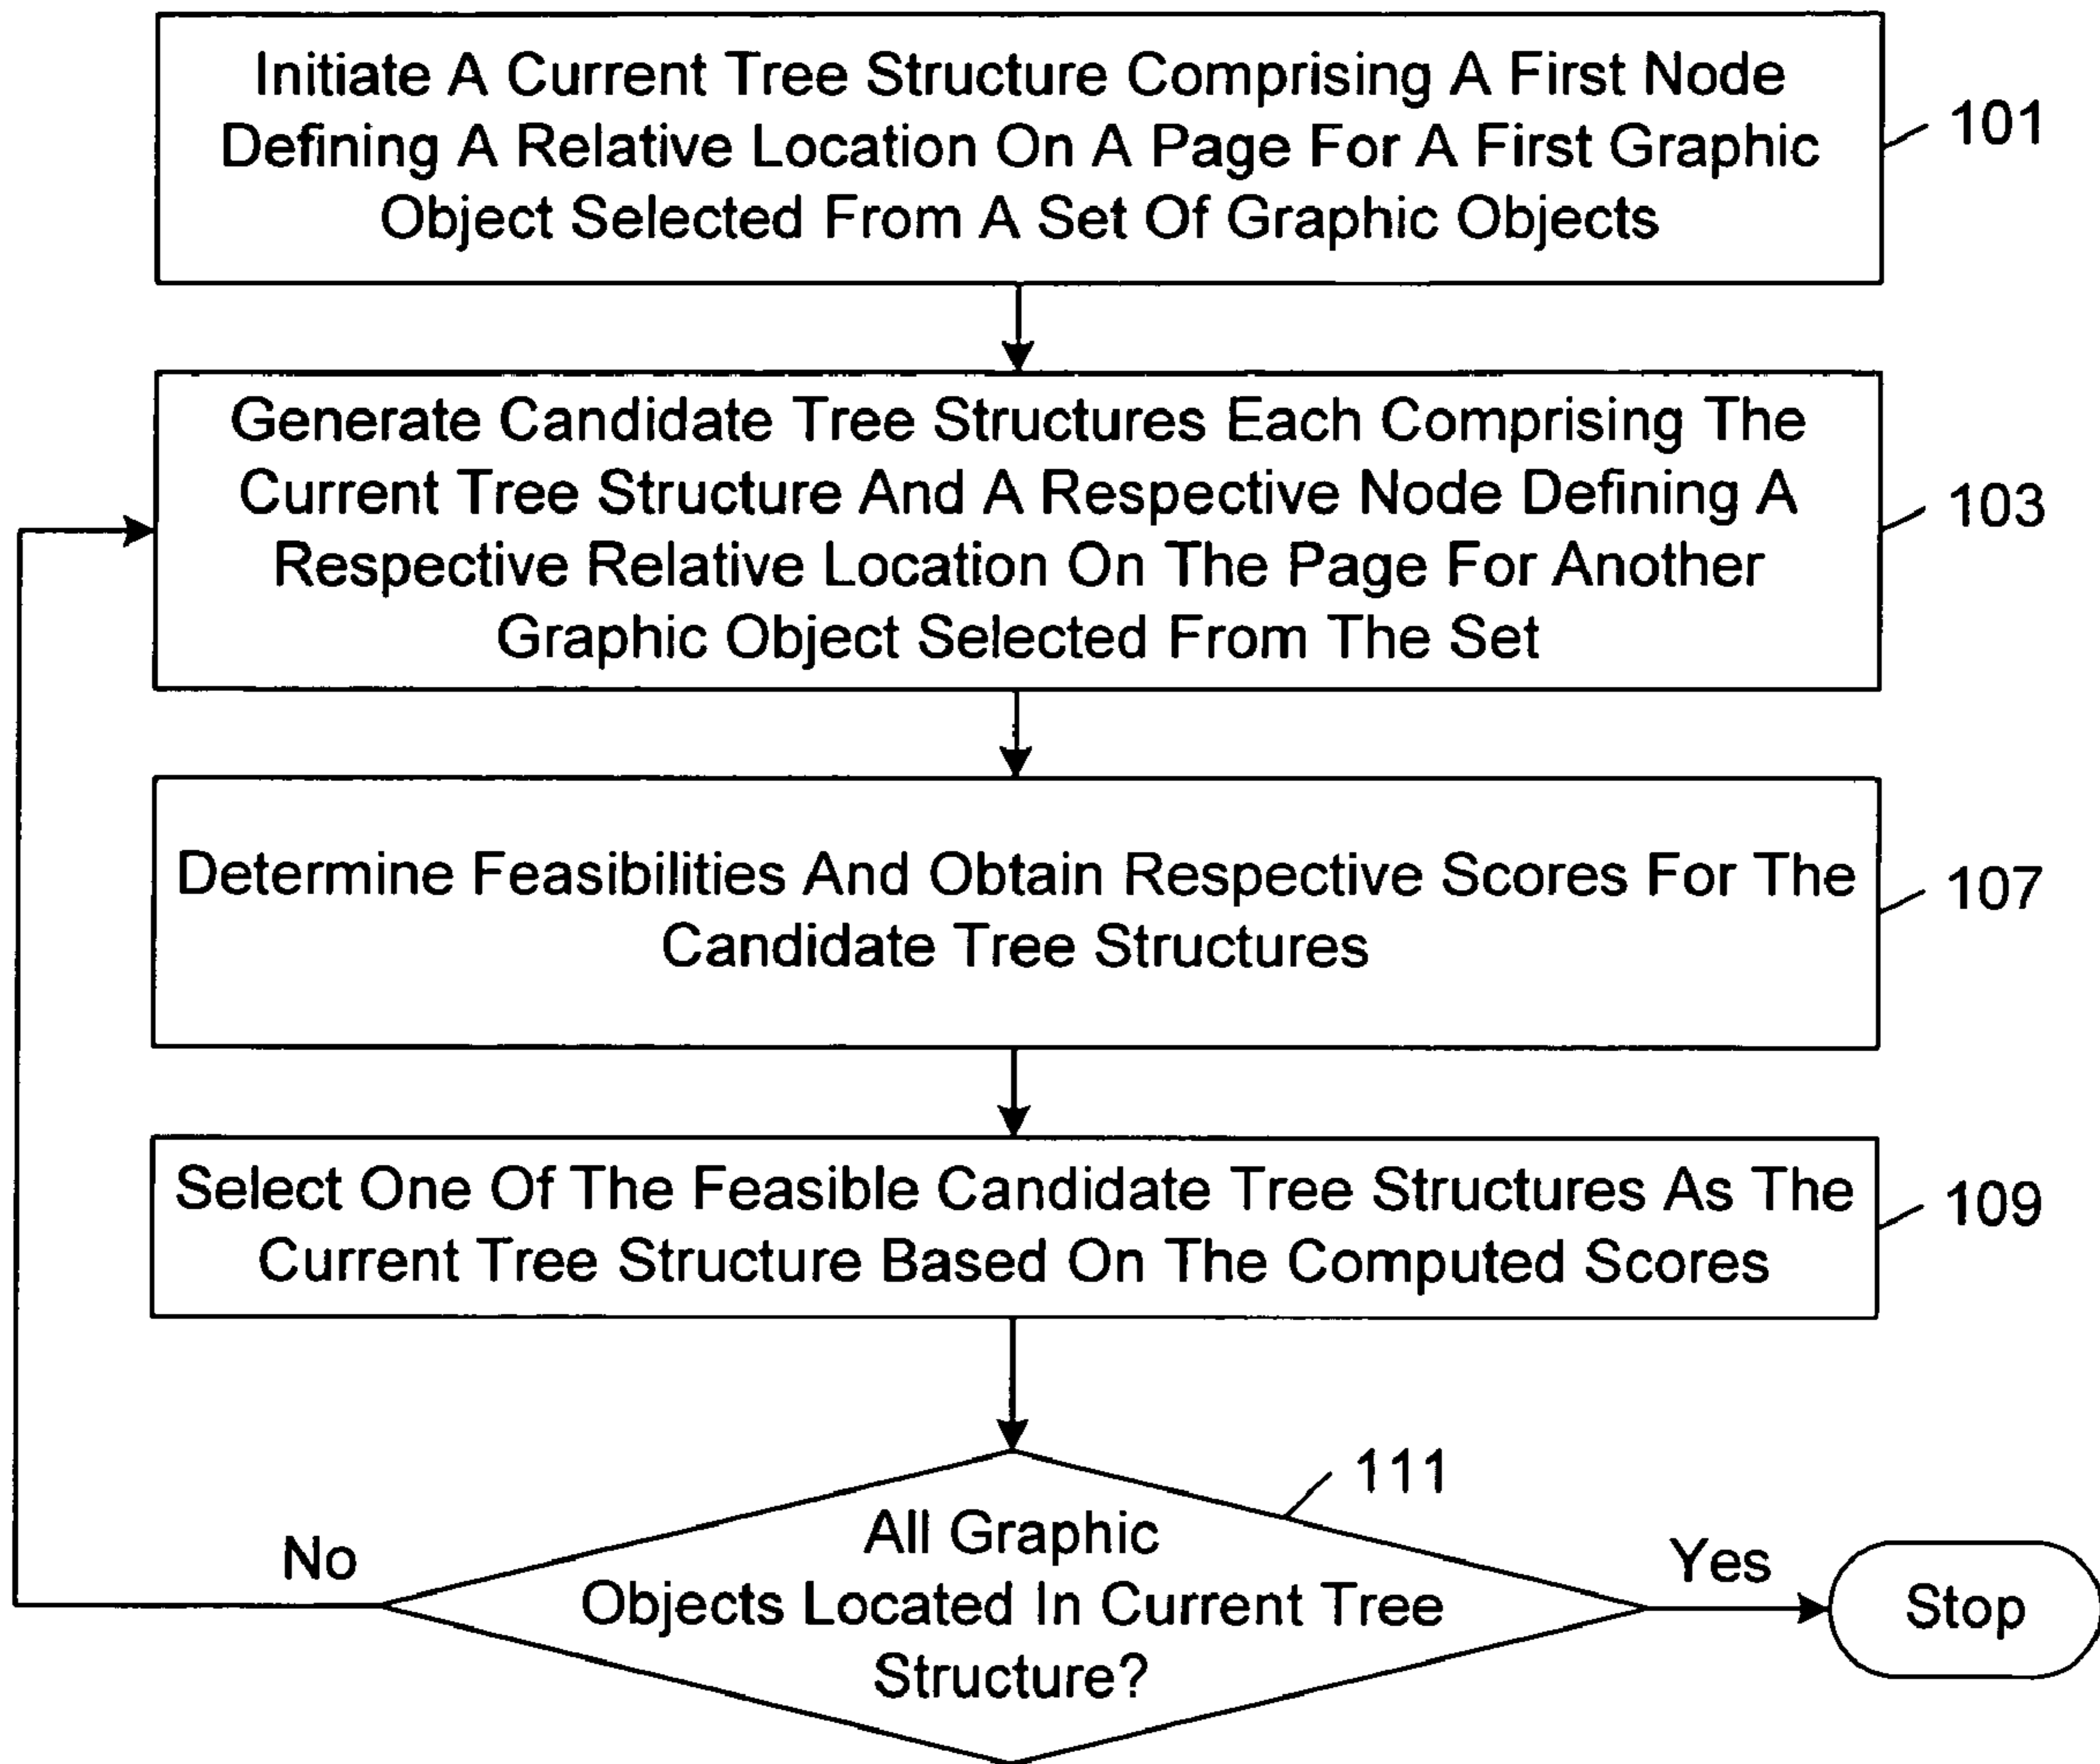 Initiate A Current Tree Structure Comprising A First Node
Defining A Relative Location On A Page For A First Graphic
Object Selected From A Set Of Graphic Objects
101
Generate Candidate Tree Structures Each Comprising The
Current Tree Structure And A Respective Node Defining A
Respective Relative Location On The Page For Another
Graphic Object Selected From The Set
103
Determine Feasibilities And Obtain Respective Scores For The
Candidate Tree Structures
107
Select One Of The Feasible Candidate Tree Structures As The
Current Tree Structure Based On The Computed Scores
109
111
All Graphic
Objects Located In Current Tree
Structure?
No
Yes
Stop